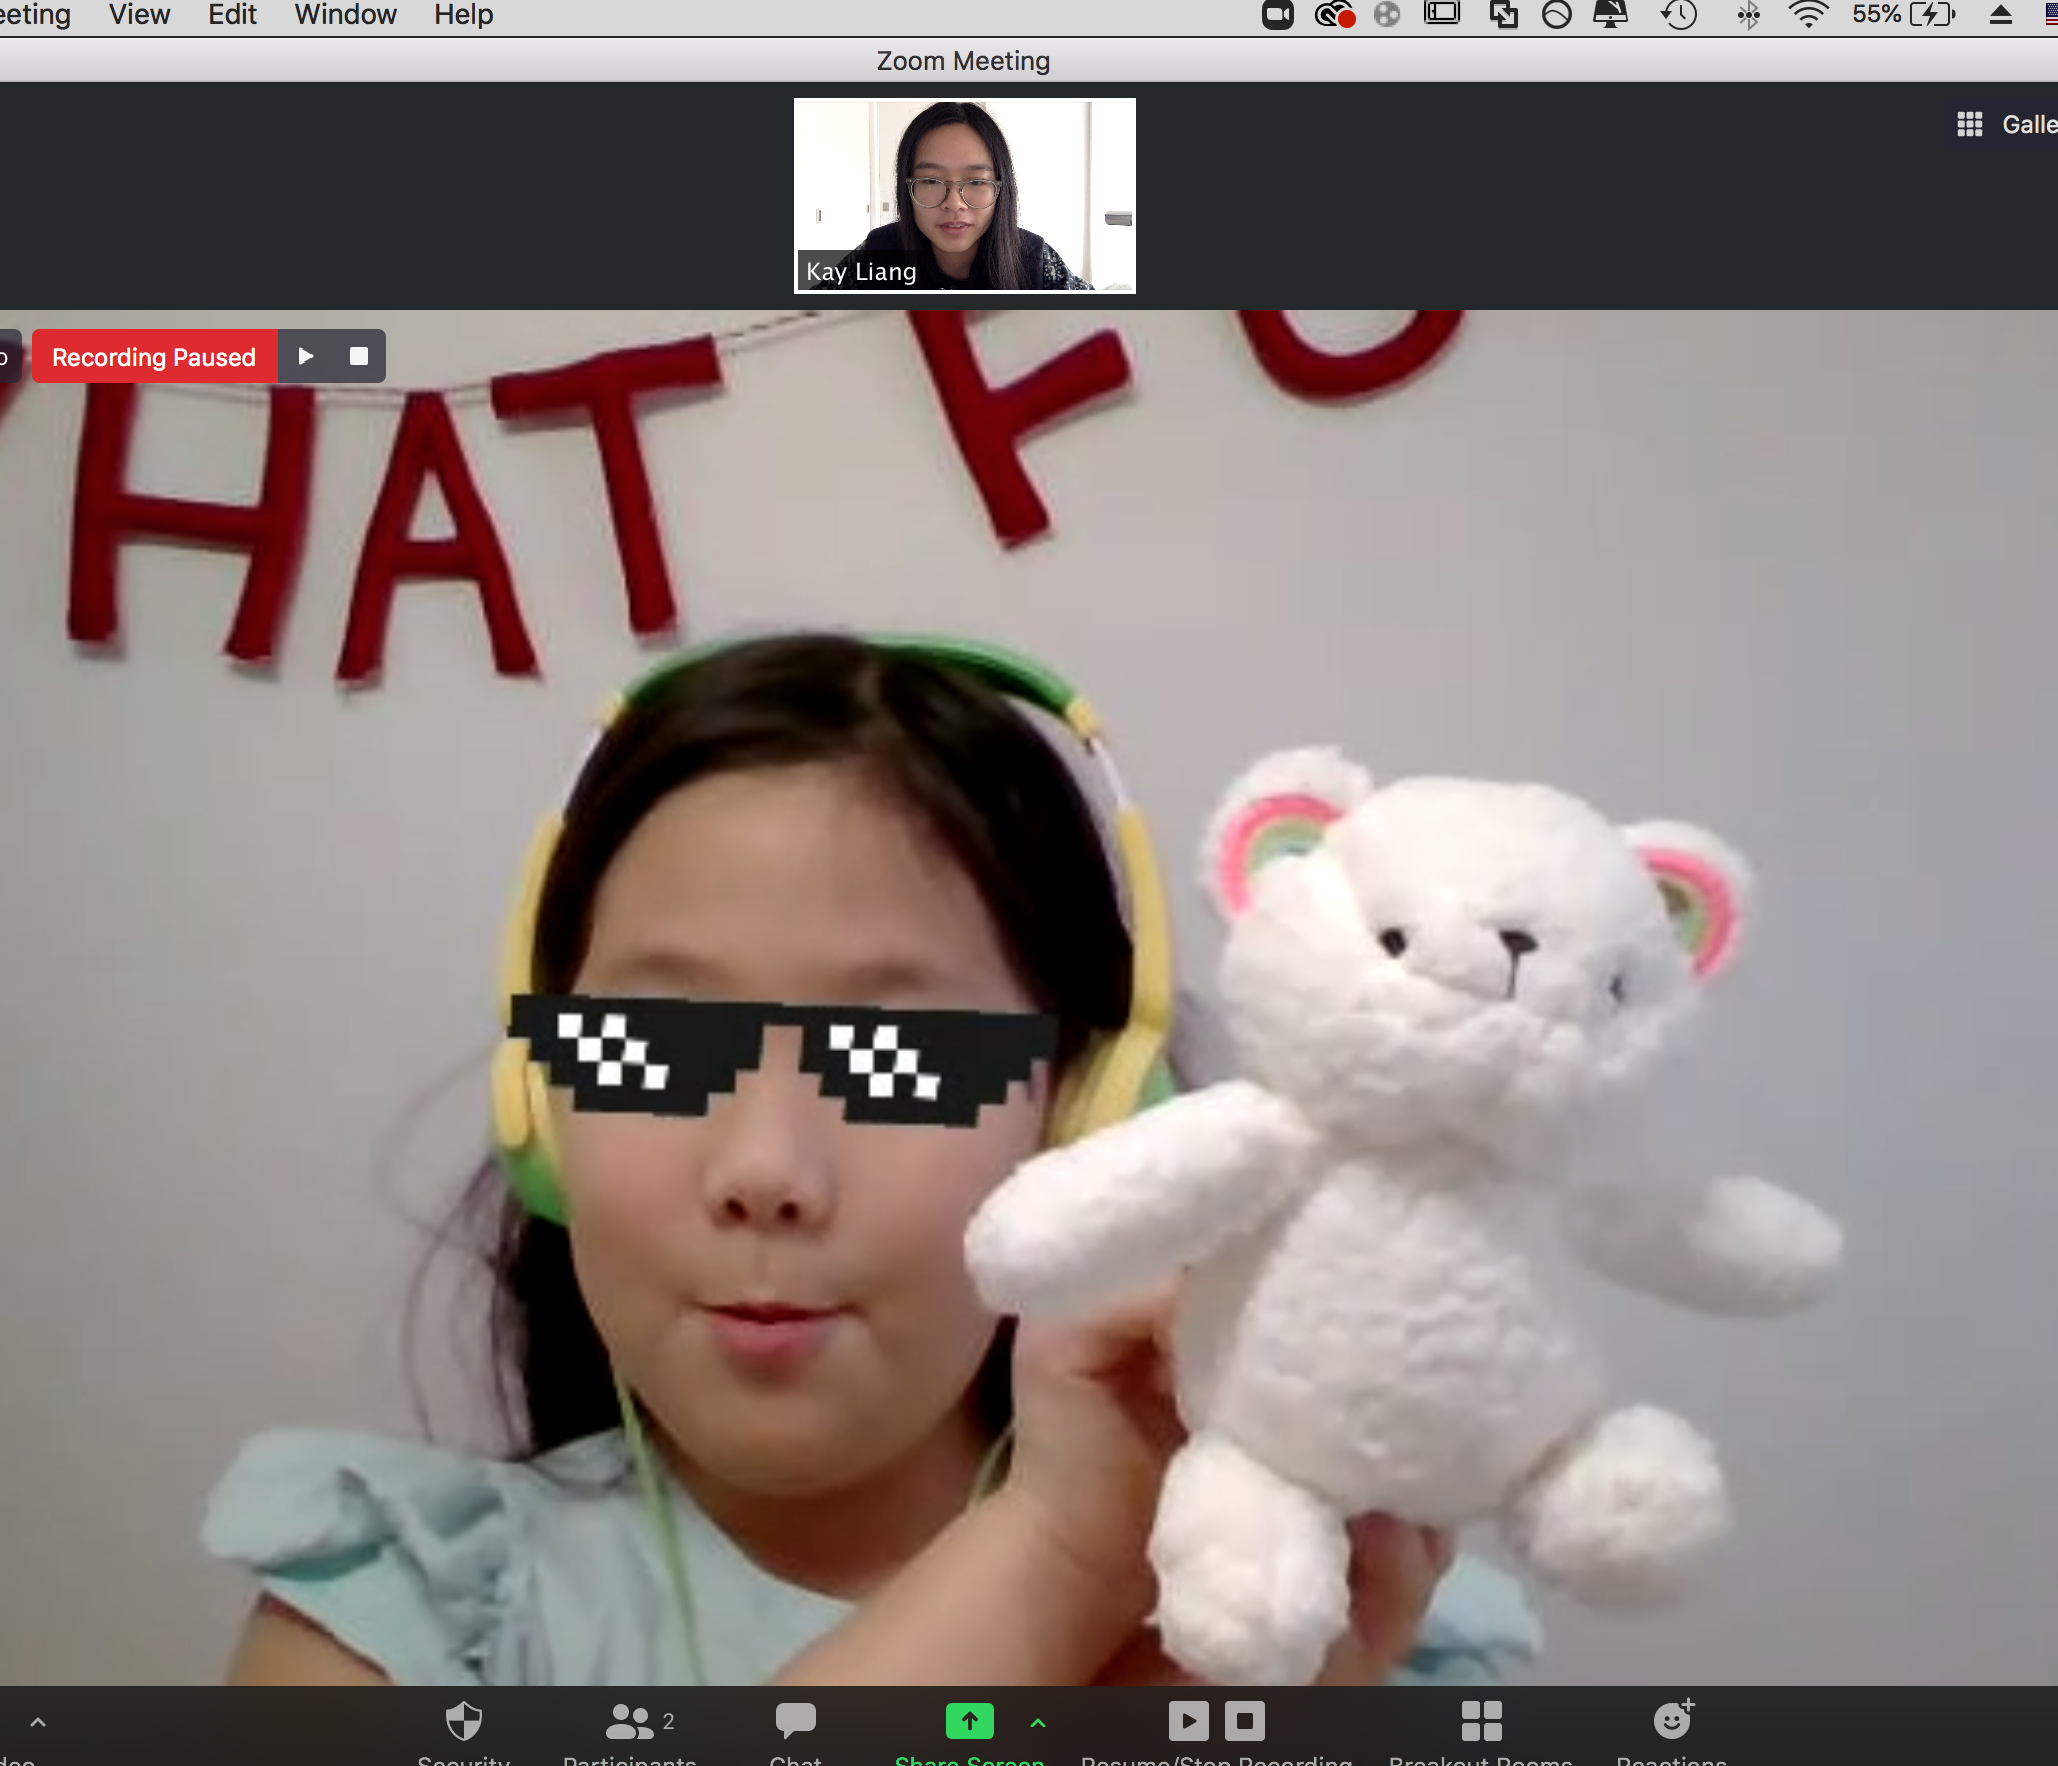 eeting View Edit Window Help 55%
Zoom Meeting
Galle
Kay Liang
Recording Paused
HAT FO
2
Security Participants Chat Share Screen Resume/Stop Recording Breakout Rooms Reactions